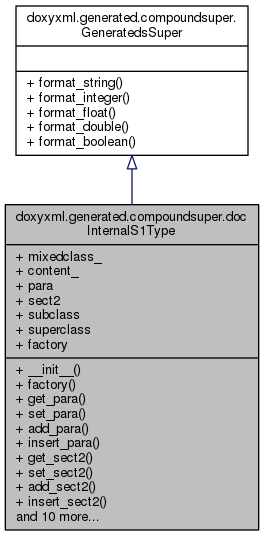 doxyxml.generated.compoundsuper.
GeneratedsSuper
+ format_string()
+ format_integer()
+ format_float()
+ format_double()
+ format_boolean()
doxyxml.generated.compoundsuper.doc
InternalS1Type
+ mixedclass_
+ content_
+ para
+ sect2
+ subclass
+ superclass
+ factory
+ __init__()
+ factory()
+ get_para()
+ set_para()
+ add_para()
+ insert_para()
+ get_sect2()
+ set_sect2()
+ add_sect2()
+ insert_sect2()
and 10 more...